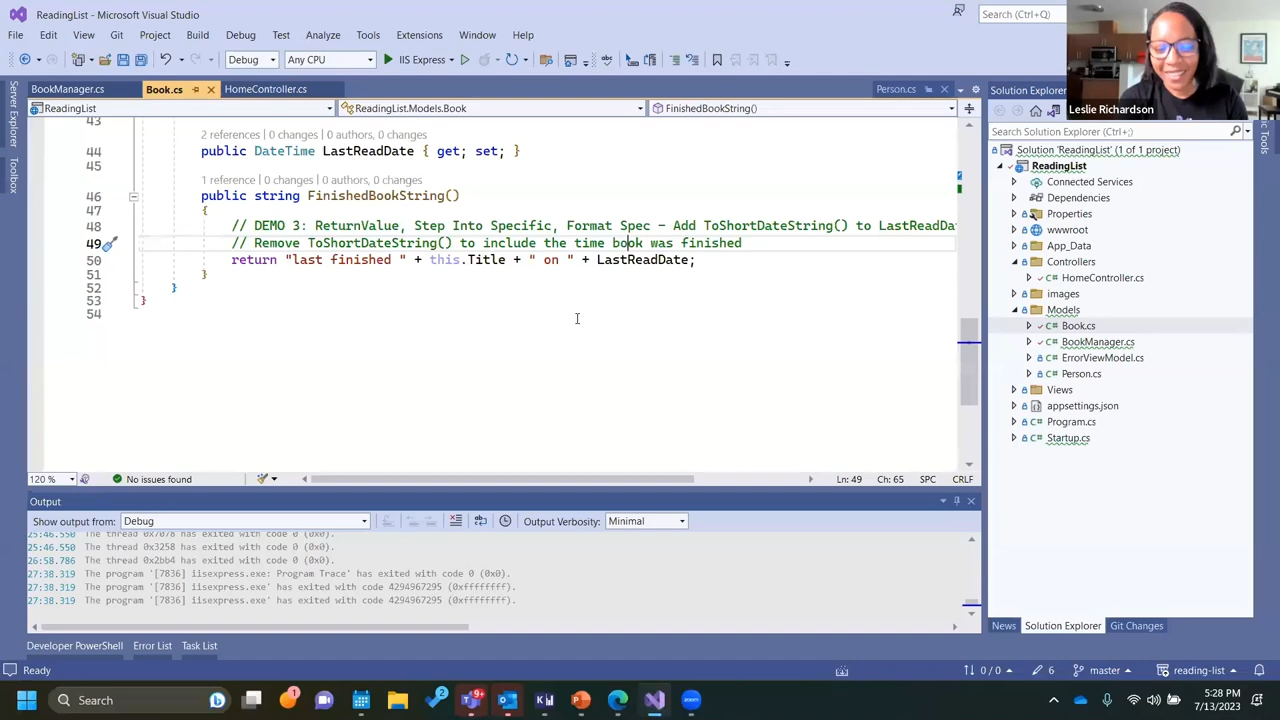 ReadingList - Microsoft Visual Studio
File Edit View Git Project Build Debug Test Analyze Tools Extensions Window Help
Search (Ctrl+Q)
Debug Any CPU IIS Express
BookManager.cs Book.cs HomeController.cs Person.cs
ReadingList ReadingList.Models.Book FinishedBookString()
Server Explorer
Toolbox
43
2 references | 0 changes | 0 authors, 0 changes
44 public DateTime LastReadDate { get; set; }
45
1 reference | 0 changes | 0 authors, 0 changes
46 public string FinishedBookString()
47 {
48 // DEMO 3: ReturnValue, Step Into Specific, Format Spec – Add ToShortDateString() to LastReadDa
49 // Remove ToShortDateString() to include the time book was finished
50 return "last finished " + this.Title + " on " + LastReadDate;
51 }
52 }
53 }
54
120 % No issues found Ln: 49 Ch: 65 SPC CRLF
Output
Show output from: Debug Output Verbosity: Minimal
25:46.550 The thread 0x7078 has exited with code 0 (0x0).
25:46.550 The thread 0x3258 has exited with code 0 (0x0).
26:58.786 The thread 0x2bb4 has exited with code 0 (0x0).
27:38.319 The program '[7836] iisexpress.exe: Program Trace' has exited with code 0 (0x0).
27:38.319 The program '[7836] iisexpress.exe' has exited with code 4294967295 (0xffffffff).
27:38.319 The program '[7836] iisexpress.exe' has exited with code 4294967295 (0xffffffff).
Developer PowerShell Error List Task List
Leslie Richardson
Solution Explorer
Search Solution Explorer (Ctrl+;)
Solution 'ReadingList' (1 of 1 project)
ReadingList
Connected Services
Dependencies
Properties
wwwroot
App_Data
Controllers
HomeController.cs
images
Models
Book.cs
BookManager.cs
ErrorViewModel.cs
Person.cs
Views
appsettings.json
Program.cs
Startup.cs
News Solution Explorer Git Changes
Ready 0 / 0 6 master reading-list
Search 2 9+ 5:28 PM
7/13/2023